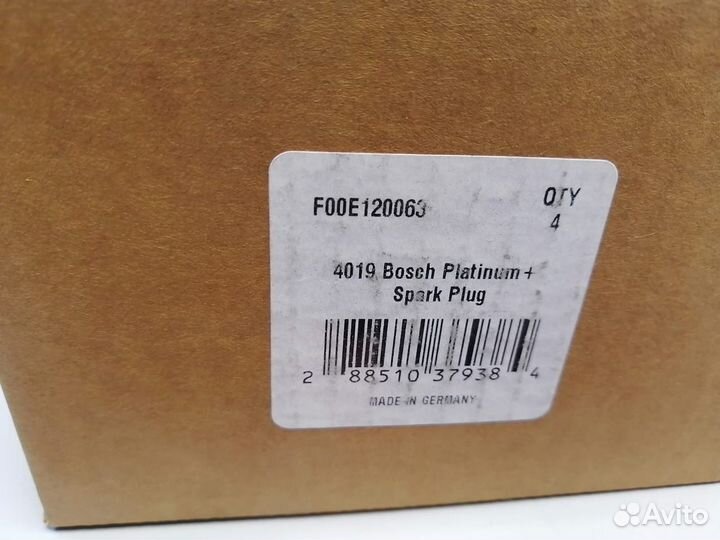 F00E120063
QTY
4
4019 Bosch Platinum+
Spark Plug
2 88510 37938 4
MADE IN GERMANY
Avito